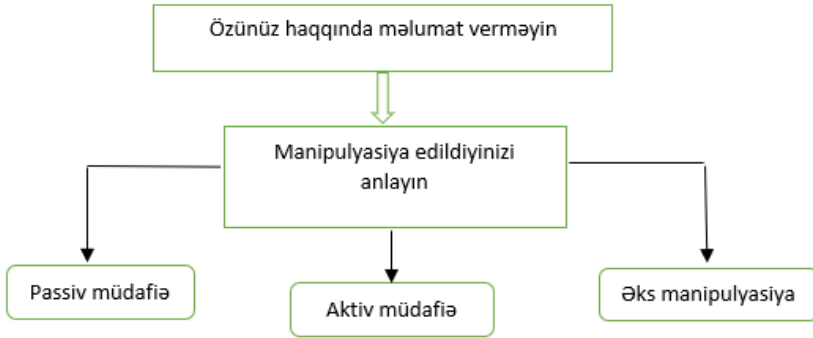 Özünüz haqqında məlumat verməyin
Manipulyasiya edildiyinizi
anlayın
Passiv müdafiə
Aktiv müdafiə
Əks manipulyasiya